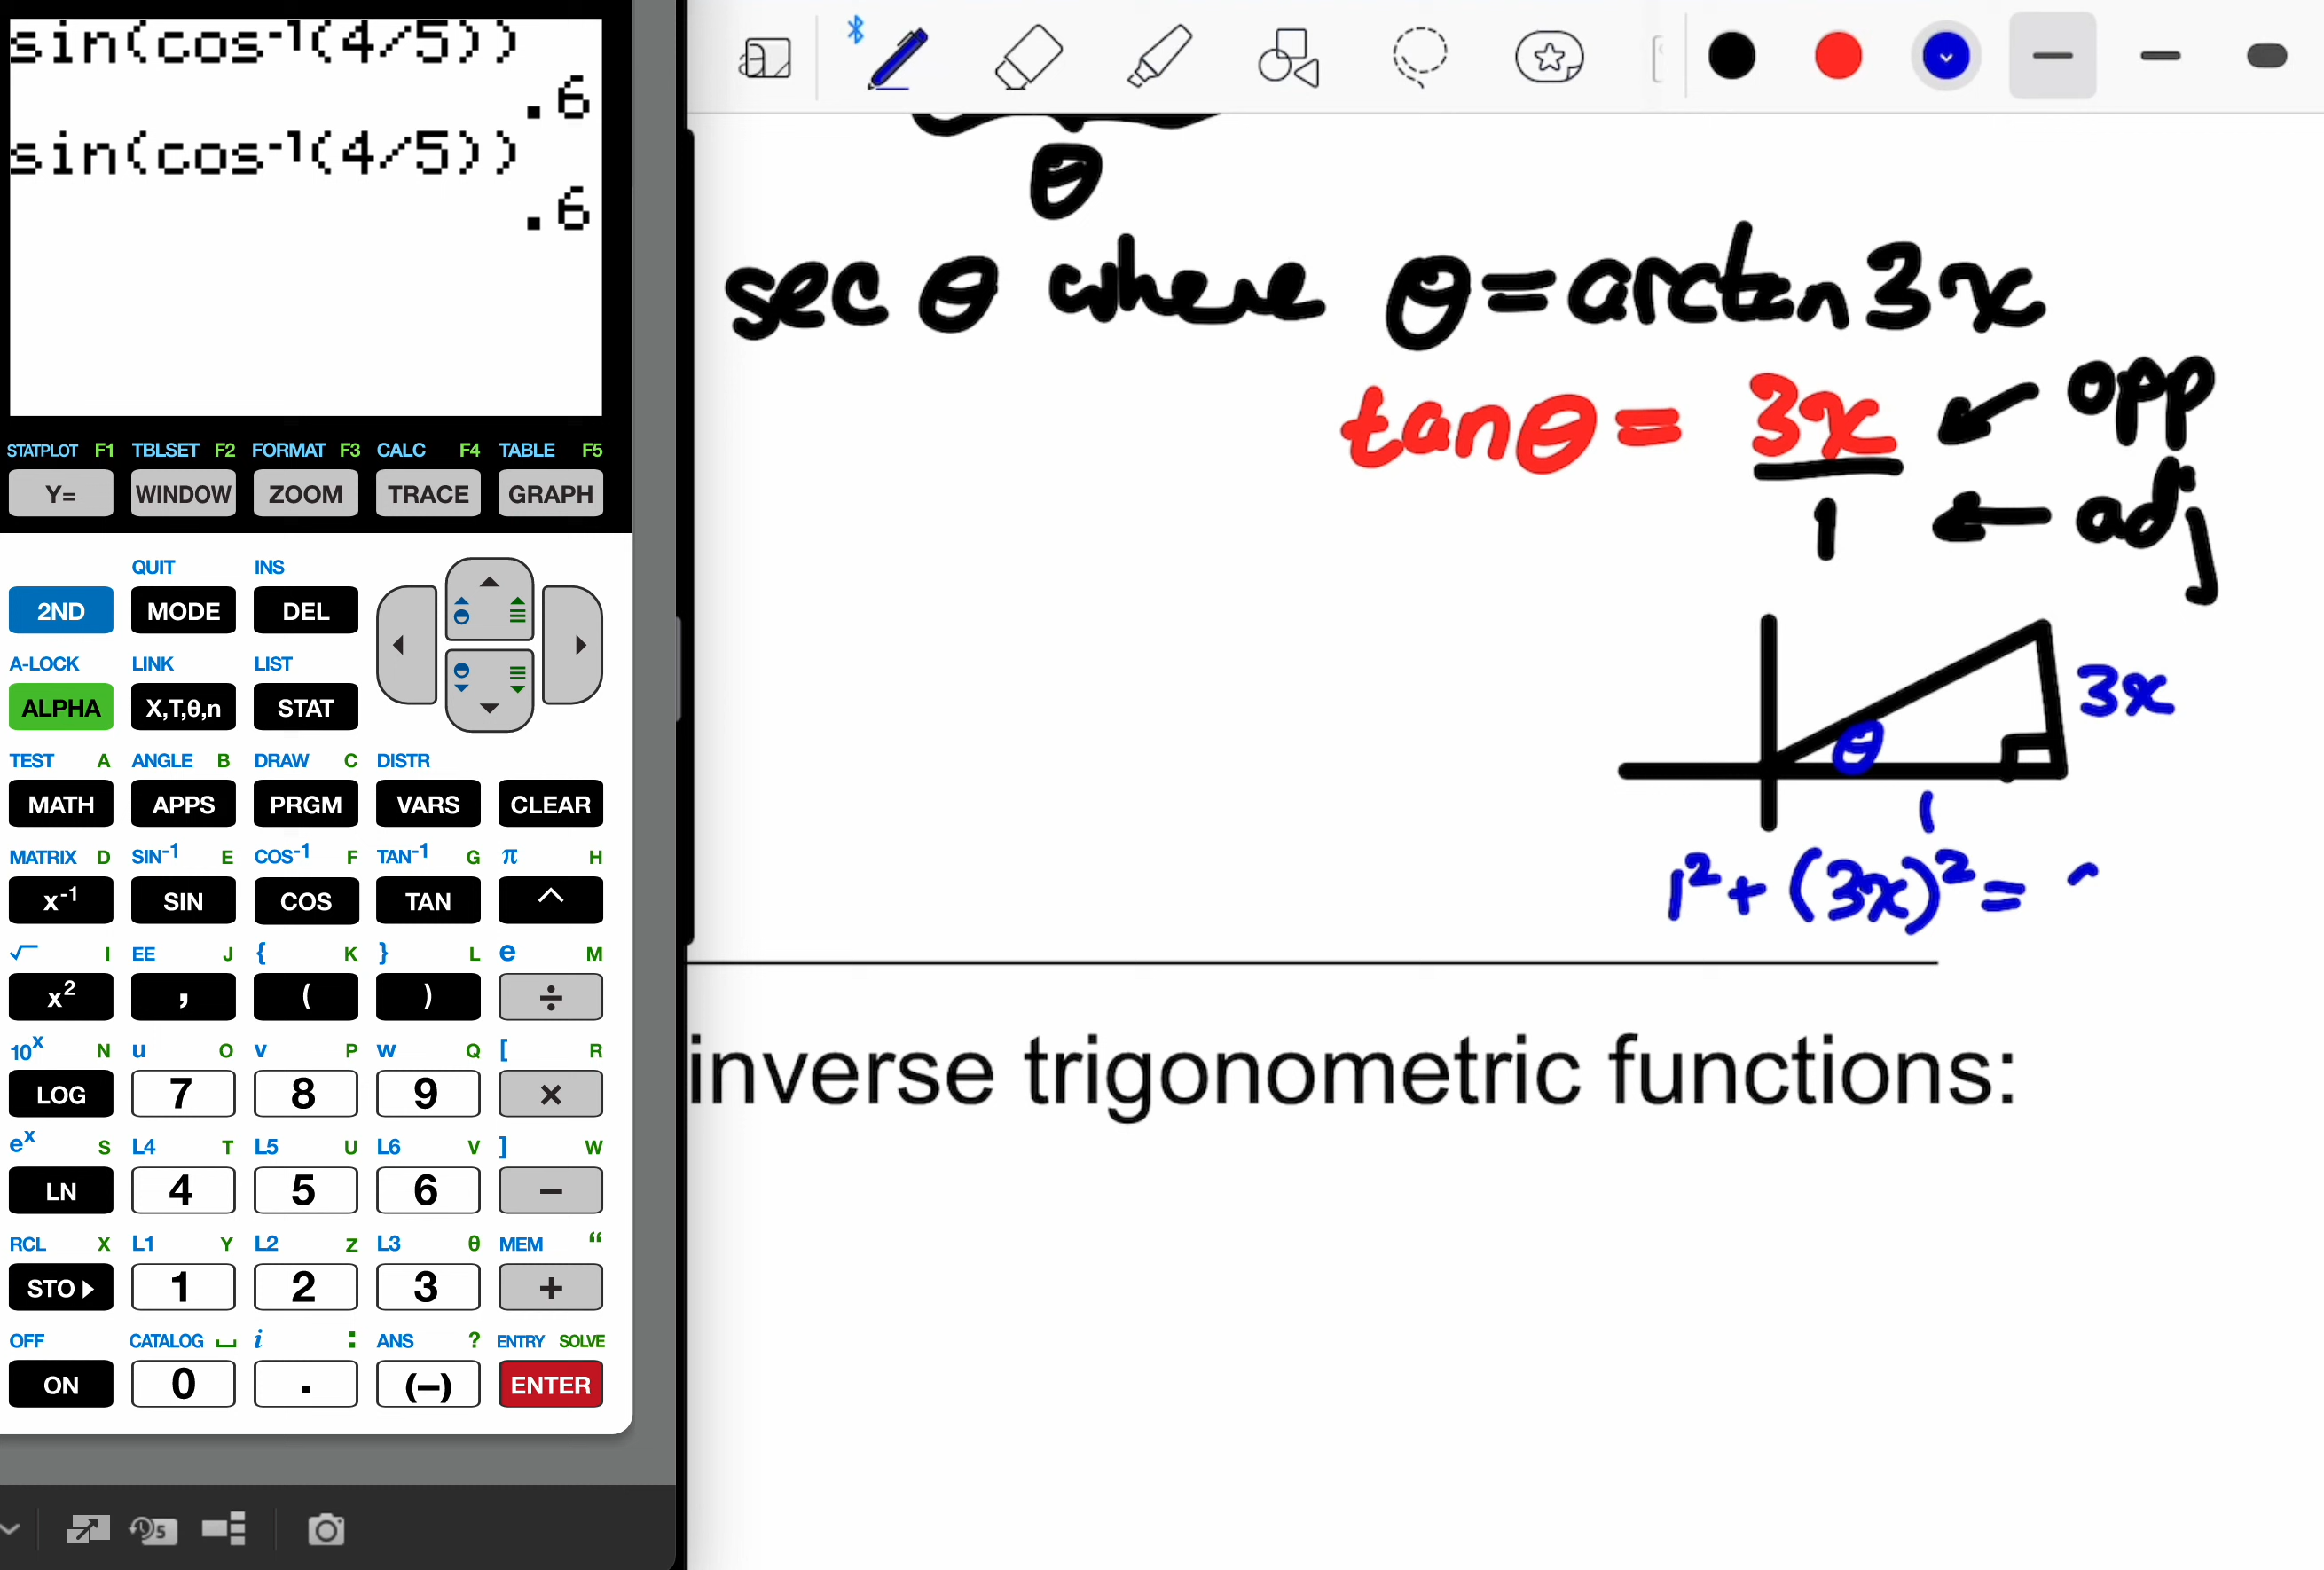 sin(cos⁻¹(4/5))
.6
sin(cos⁻¹(4/5))
.6
STATPLOT F1 TBLSET F2 FORMAT F3 CALC F4 TABLE F5
Y= WINDOW ZOOM TRACE GRAPH
QUIT INS
2ND MODE DEL
A-LOCK LINK LIST
ALPHA X,T,θ,n STAT
TEST A ANGLE B DRAW C DISTR
MATH APPS PRGM VARS CLEAR
MATRIX D SIN⁻¹ E COS⁻¹ F TAN⁻¹ G π H
x⁻¹ SIN COS TAN ^
√ I EE J { K } L e M
x² , ( ) ÷
10ˣ N u O v P w Q [ R
LOG 7 8 9 ×
eˣ S L4 T L5 U L6 V ] W
LN 4 5 6 −
RCL X L1 Y L2 Z L3 θ MEM “
STO▶ 1 2 3 +
OFF CATALOG ⎵ i : ANS ? ENTRY SOLVE
ON 0 . (–) ENTER
5
a
θ
sec θ where θ = arctan 3x
tanθ = 3x ↙ opp
1 ← adj
3x
θ
1
1² + (3x)² =
inverse trigonometric functions: